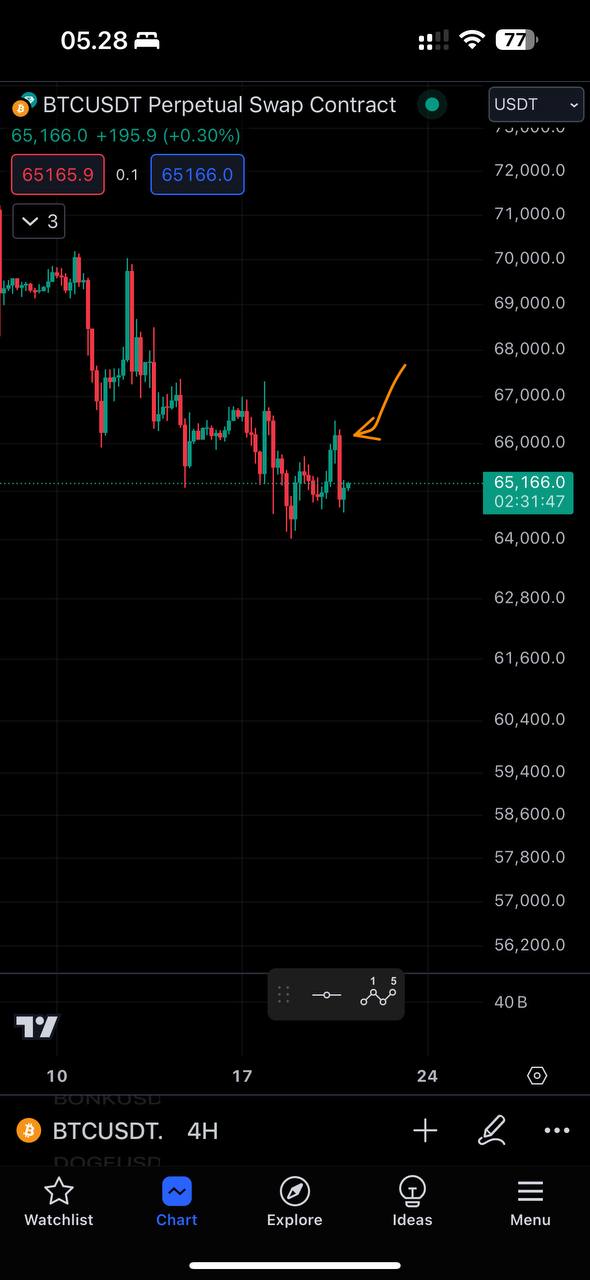 05.28
77
BTCUSDT Perpetual Swap Contract
USDT
65,166.0 +195.9 (+0.30%)
73,000.0
65165.9 0.1 65166.0
72,000.0
3
71,000.0
70,000.0
69,000.0
68,000.0
67,000.0
66,000.0
65,166.0
02:31:47
64,000.0
62,800.0
61,600.0
60,400.0
59,400.0
58,600.0
57,800.0
57,000.0
56,200.0
1 5
40 B
10 17 24
BONKUSD
BTCUSDT. 4H
DOGEUSD
Watchlist Chart Explore Ideas Menu